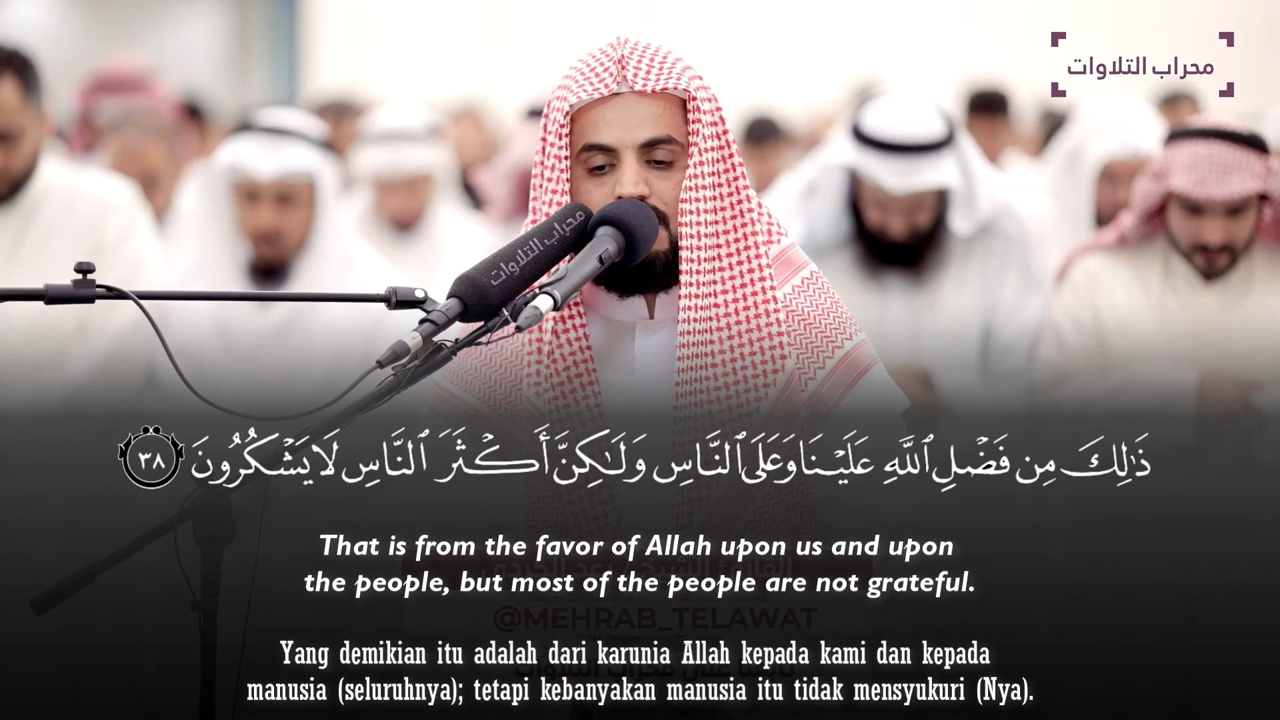 محراب التلاوات
محراب التلاوات
ذَٰلِكَ مِن فَضْلِ ٱللَّهِ عَلَيْنَا وَعَلَى ٱلنَّاسِ وَلَٰكِنَّ أَكْثَرَ ٱلنَّاسِ لَا يَشْكُرُونَ ٣٨
That is from the favor of Allah upon us and upon
the people, but most of the people are not grateful.
@MEHRAB_TELAWAT
Yang demikian itu adalah dari karunia Allah kepada kami dan kepada
manusia (seluruhnya); tetapi kebanyakan manusia itu tidak mensyukuri (Nya).